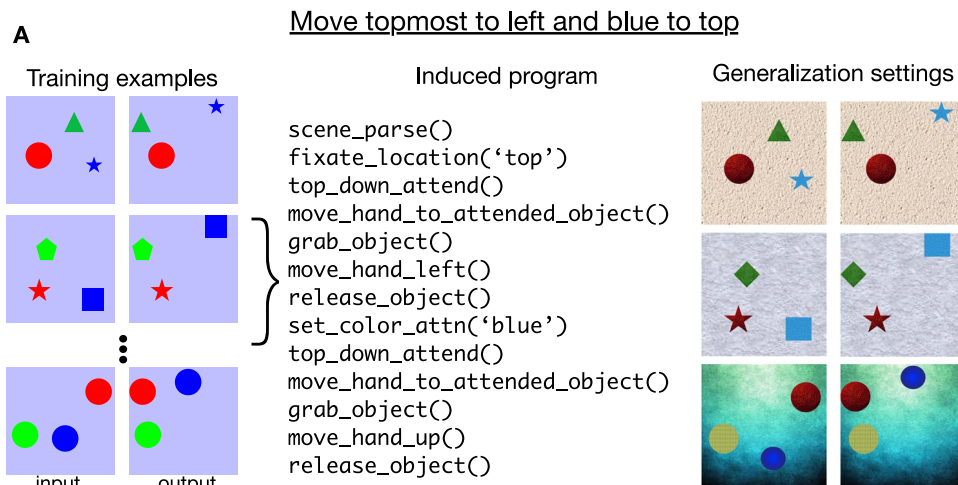 Move topmost to left and blue to top
A
Training examples
Induced program
Generalization settings
scene_parse()
fixate_location(‘top’)
top_down_attend()
move_hand_to_attended_object()
grab_object()
move_hand_left()
release_object()
set_color_attn(‘blue’)
top_down_attend()
move_hand_to_attended_object()
grab_object()
move_hand_up()
release_object()
input
output